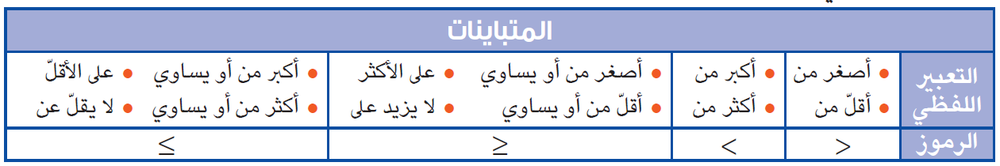 المتباينات
التعبير اللفظي
• أصغر من
• أقلّ من
• أكبر من
• أكثر من
• أصغر من أو يساوي • على الأكثر
• أقلّ من أو يساوي • لا يزيد على
• أكبر من أو يساوي • على الأقلّ
• أكثر من أو يساوي • لا يقلّ عن
الرموز
>
<
≥
≤